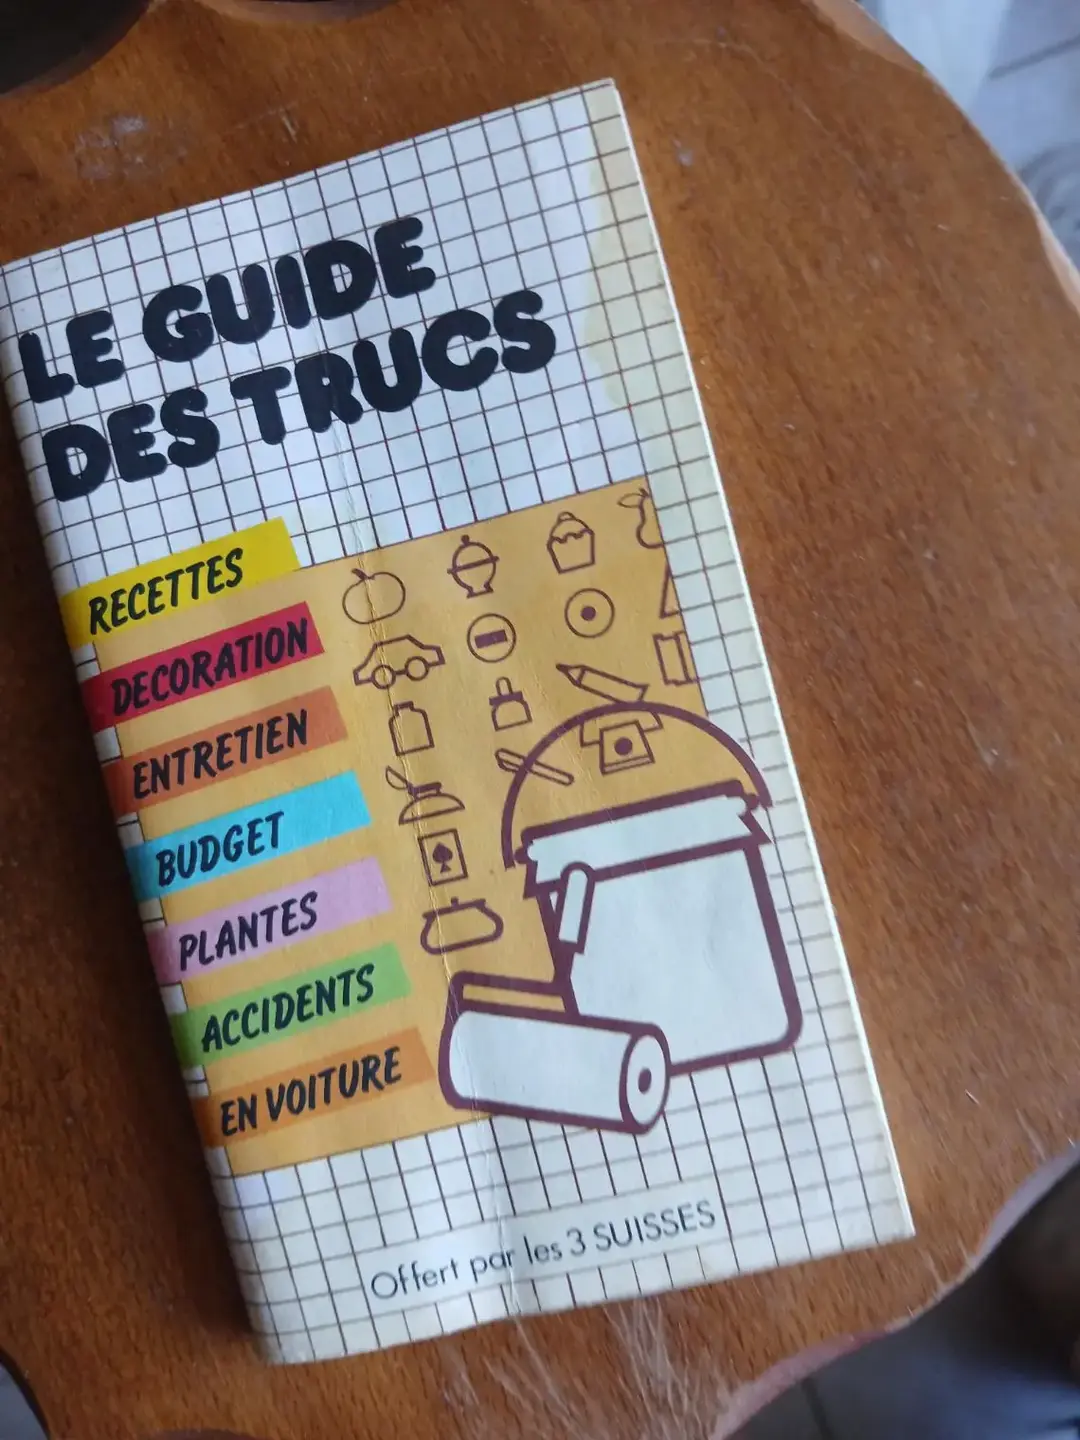 LE GUIDE
DES TRUCS
RECETTES
DECORATION
ENTRETIEN
BUDGET
PLANTES
ACCIDENTS
EN VOITURE
Offert par les 3 SUISSES